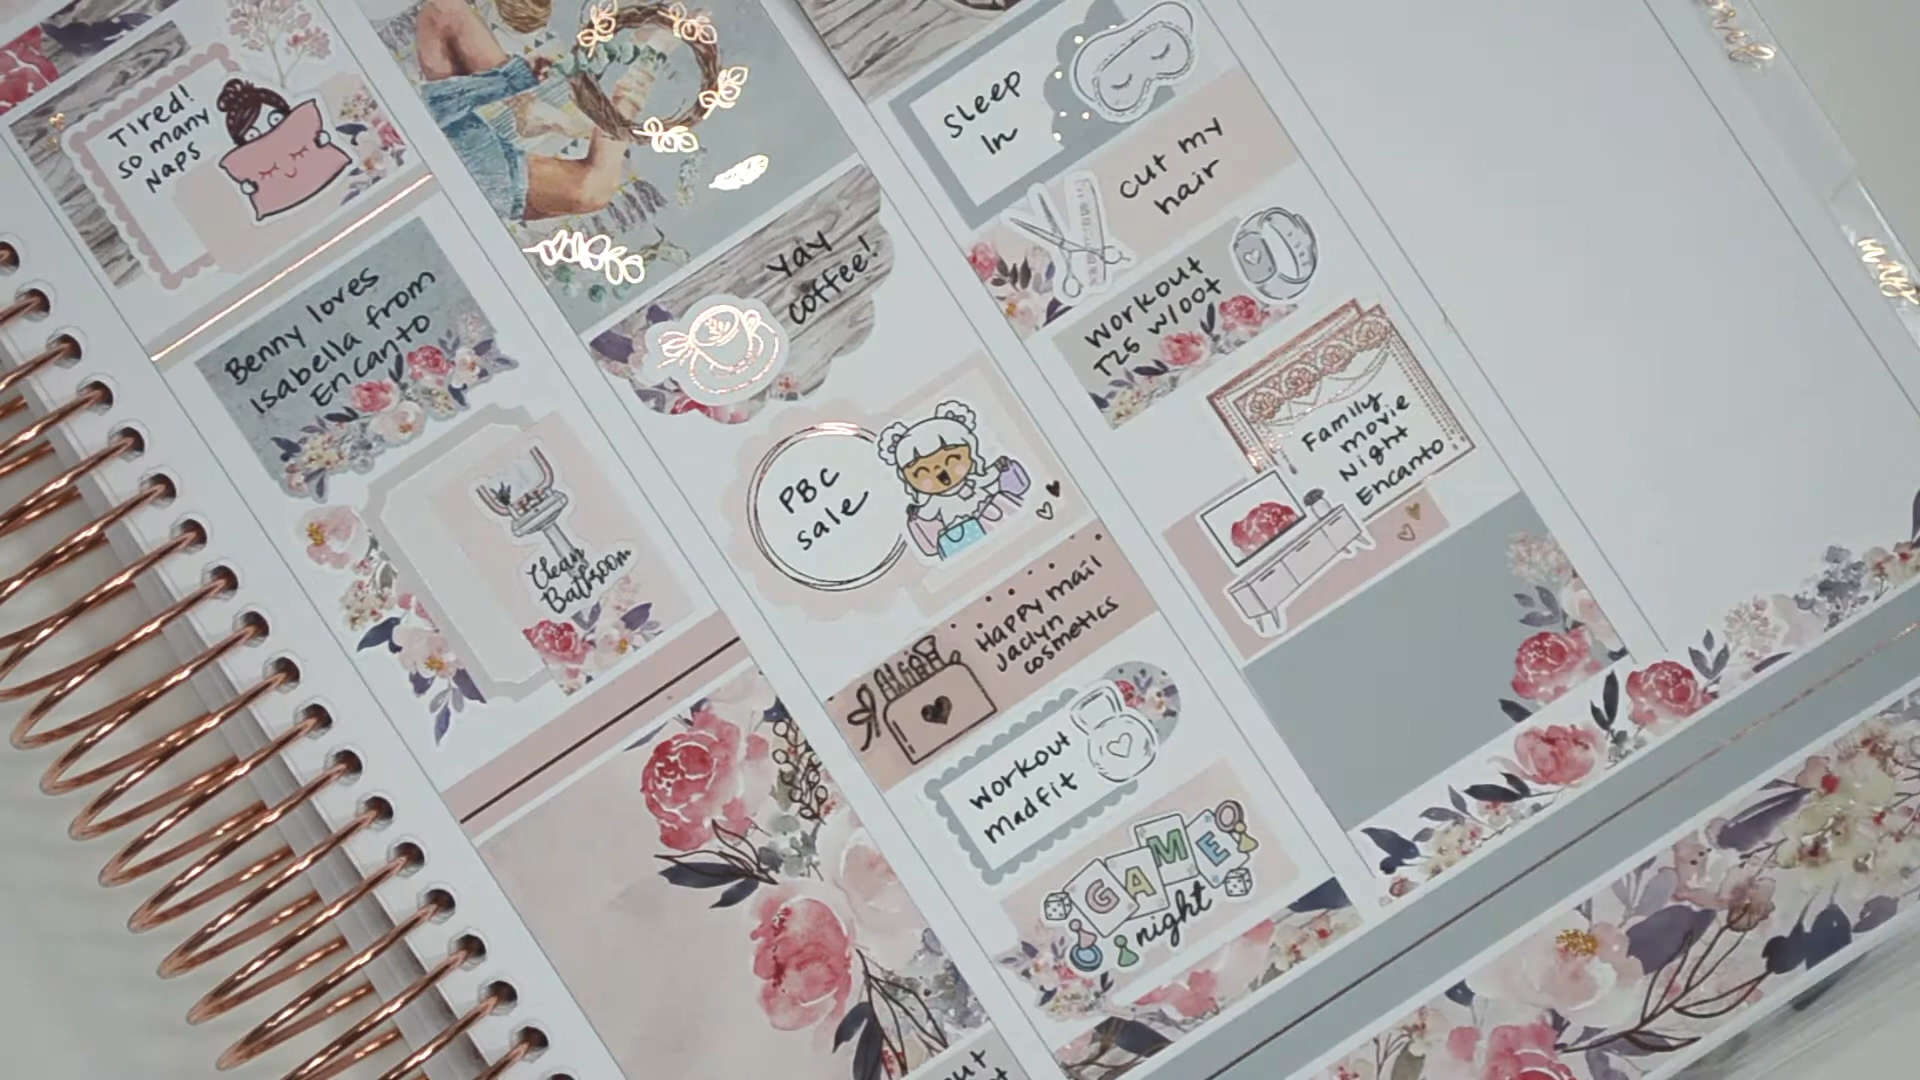 Tired!
so many
Naps
Benny loves
Isabella from
Encanto
Clean
Bathroom
Yay
coffee!
PBC
sale
Happy mail
Jaclyn
cosmetics
workout
madfit
GAME
night
Sleep
In
cut my
hair
workout
T25 w/oot
Family
movie
Night
Encanto